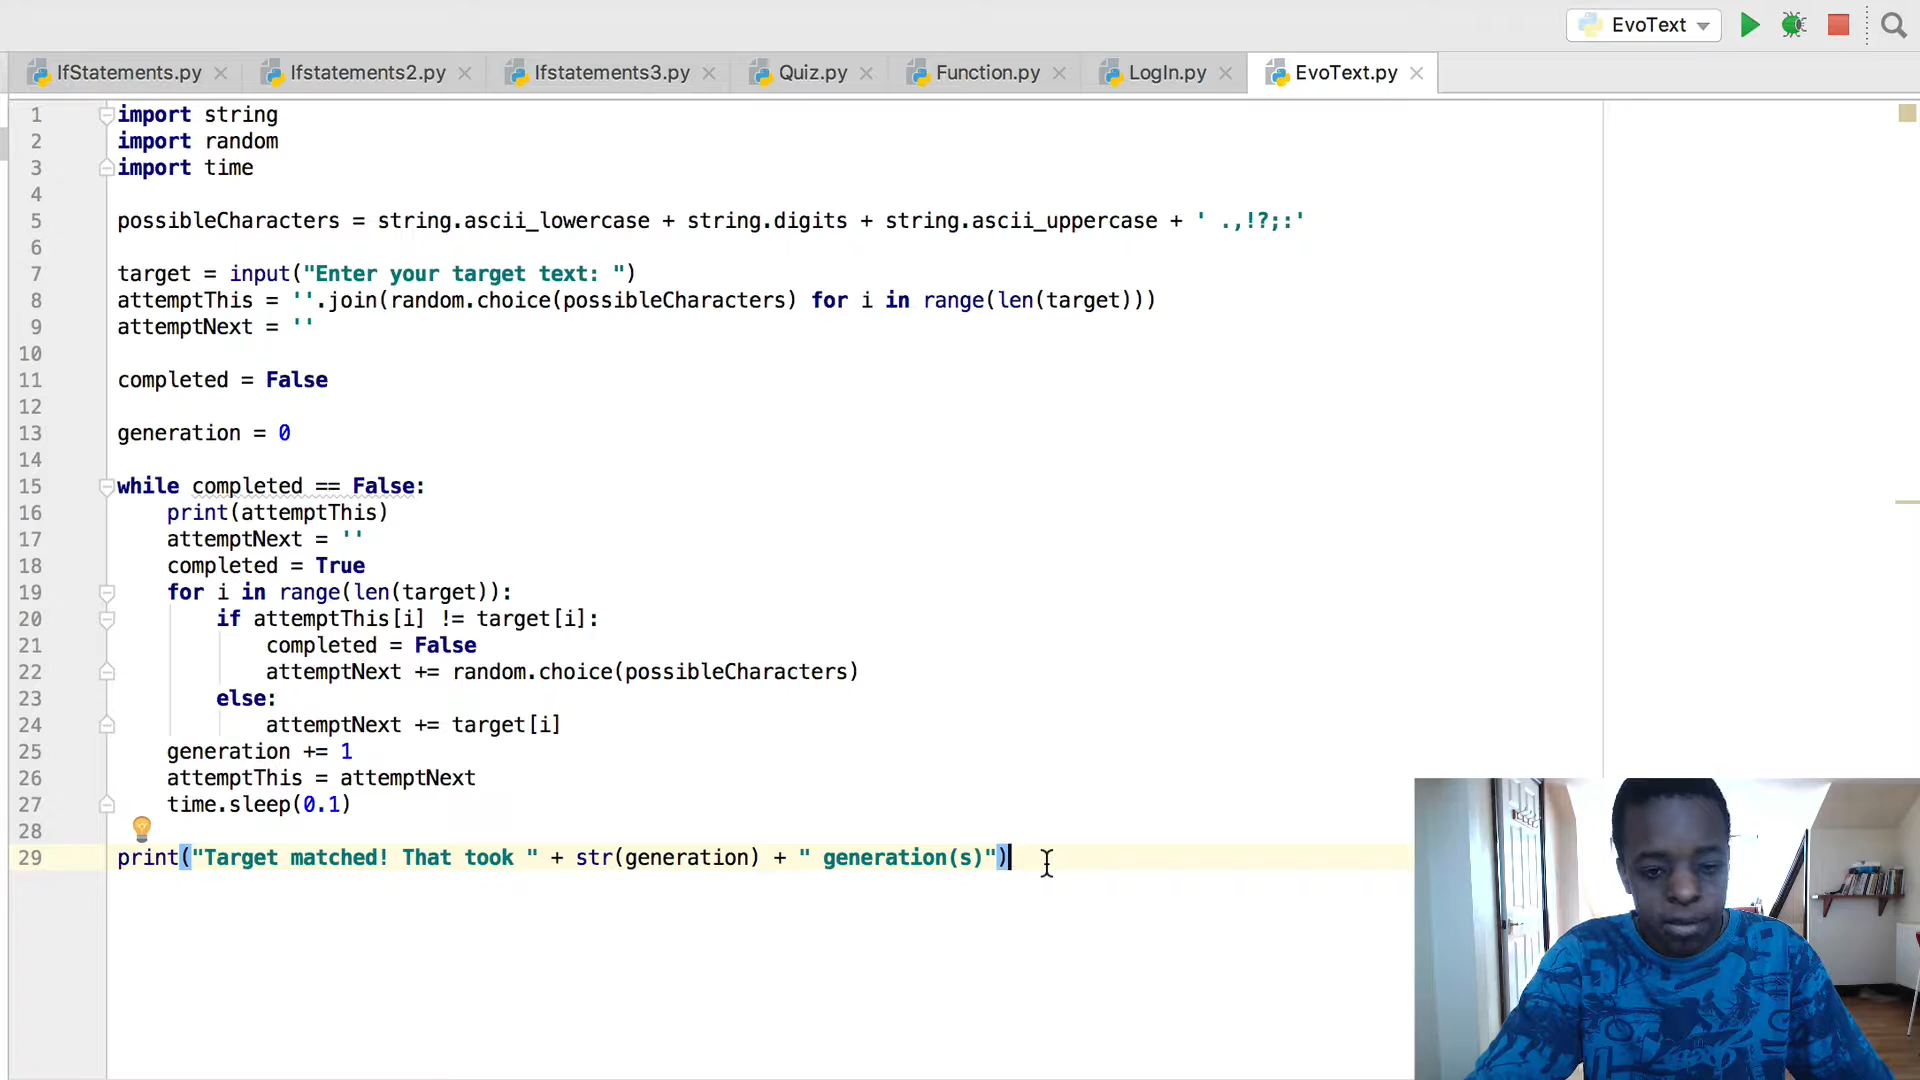 EvoText
IfStatements.py
Ifstatements2.py
Ifstatements3.py
Quiz.py
Function.py
LogIn.py
EvoText.py
1 import string
2 import random
3 import time
4
5 possibleCharacters = string.ascii_lowercase + string.digits + string.ascii_uppercase + ' .,!?;:'
6
7 target = input("Enter your target text: ")
8 attemptThis = ''.join(random.choice(possibleCharacters) for i in range(len(target)))
9 attemptNext = ''
10
11 completed = False
12
13 generation = 0
14
15 while completed == False:
16     print(attemptThis)
17     attemptNext = ''
18     completed = True
19     for i in range(len(target)):
20         if attemptThis[i] != target[i]:
21             completed = False
22             attemptNext += random.choice(possibleCharacters)
23         else:
24             attemptNext += target[i]
25     generation += 1
26     attemptThis = attemptNext
27     time.sleep(0.1)
28
29 print("Target matched! That took " + str(generation) + " generation(s)")